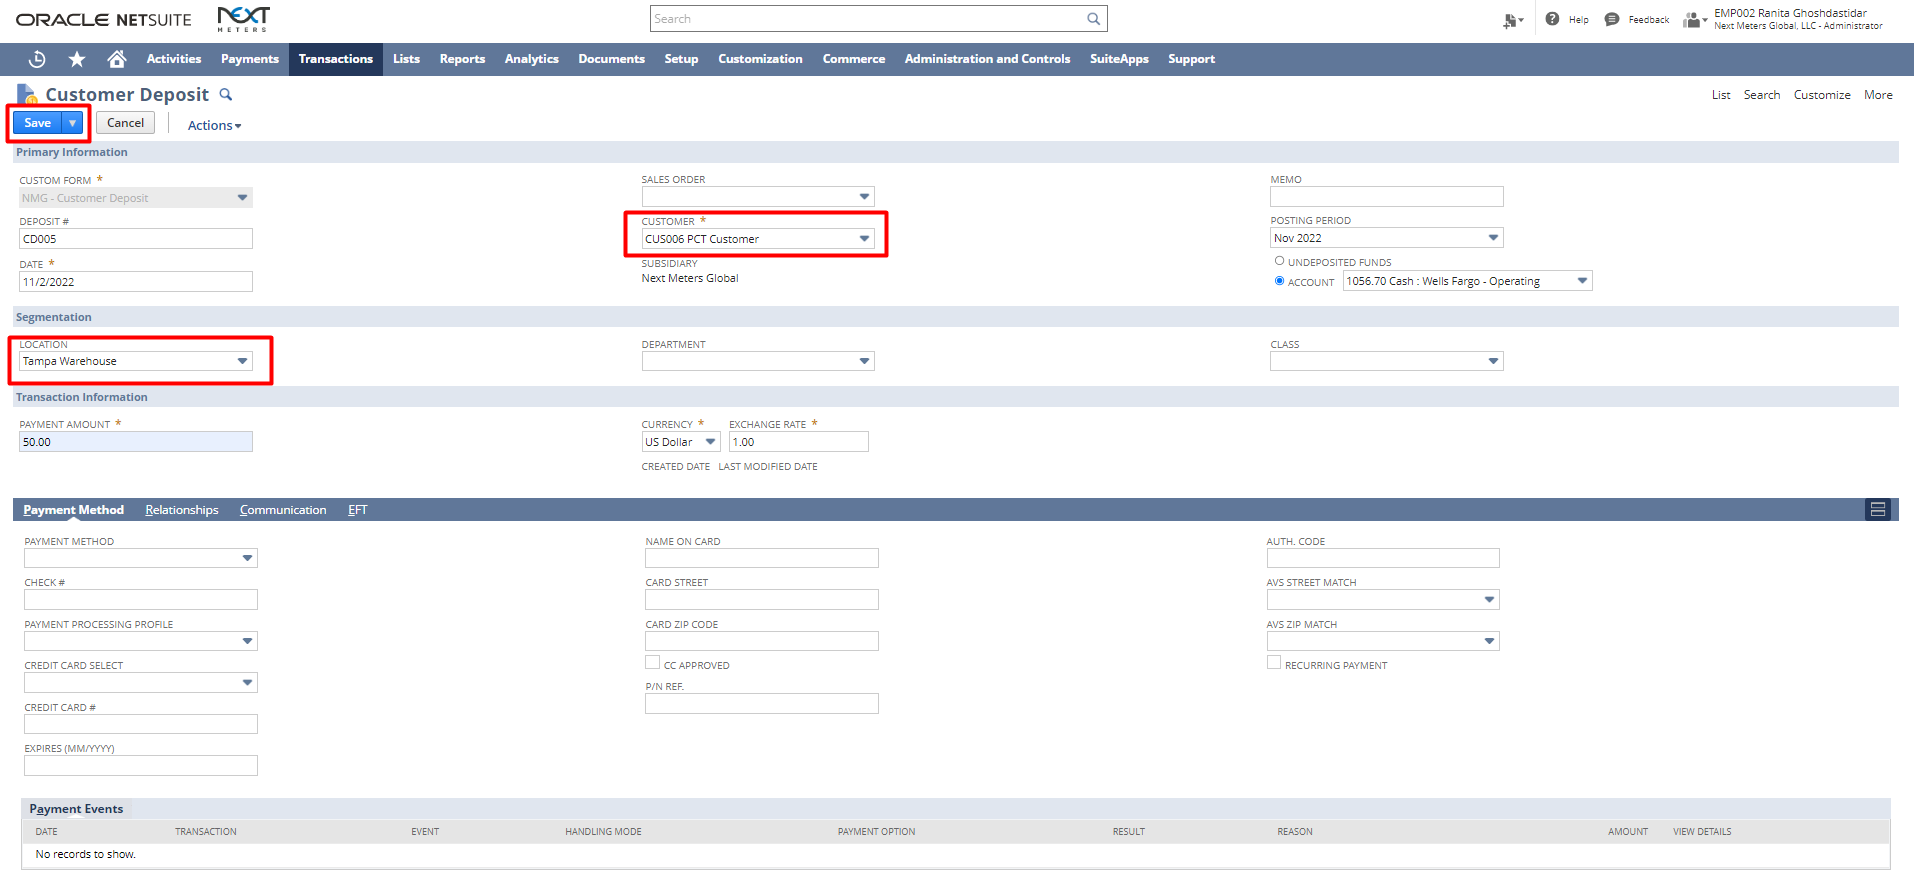 ORACLE NETSUITE
NEXT
METERS
Search
Help
Feedback
EMP002 Ranita Ghoshdastidar
Next Meters Global, LLC - Administrator
Activities Payments Transactions Lists Reports Analytics Documents Setup Customization Commerce Administration and Controls SuiteApps Support
Customer Deposit
List Search Customize More
Save Cancel Actions
Primary Information
CUSTOM FORM *
NMG - Customer Deposit
DEPOSIT #
CD005
DATE *
11/2/2022
SALES ORDER
CUSTOMER *
CUS006 PCT Customer
SUBSIDIARY
Next Meters Global
MEMO
POSTING PERIOD
Nov 2022
UNDEPOSITED FUNDS
ACCOUNT 1056.70 Cash : Wells Fargo - Operating
Segmentation
LOCATION
Tampa Warehouse
DEPARTMENT
CLASS
Transaction Information
PAYMENT AMOUNT *
50.00
CURRENCY * EXCHANGE RATE *
US Dollar 1.00
CREATED DATE LAST MODIFIED DATE
Payment Method Relationships Communication EFT
PAYMENT METHOD
CHECK #
PAYMENT PROCESSING PROFILE
CREDIT CARD SELECT
CREDIT CARD #
EXPIRES (MM/YYYY)
NAME ON CARD
CARD STREET
CARD ZIP CODE
CC APPROVED
P/N REF.
AUTH. CODE
AVS STREET MATCH
AVS ZIP MATCH
RECURRING PAYMENT
Payment Events
DATE TRANSACTION EVENT HANDLING MODE PAYMENT OPTION RESULT REASON AMOUNT VIEW DETAILS
No records to show.